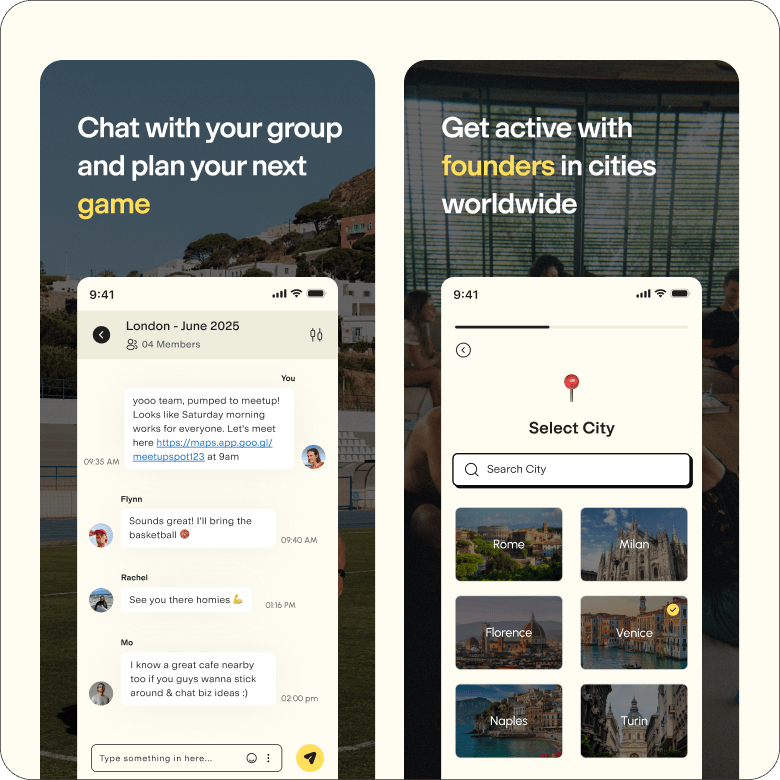 Chat with your group
and plan your next
game
9:41
London - June 2025
04 Members
You
yooo team, pumped to meetup!
Looks like Saturday morning
works for everyone. Let's meet
here https://maps.app.goo.gl/
meetupspot123 at 9am
09:35 AM
Flynn
Sounds great! I'll bring the
basketball 🏀
09:40 AM
Rachel
See you there homies 💪
01:16 PM
Mo
I know a great cafe nearby
too if you guys wanna stick
around & chat biz ideas :)
02:00 pm
Type something in here...
Get active with
founders in cities
worldwide
9:41
Select City
Search City
Rome
Milan
Florence
Venice
Naples
Turin